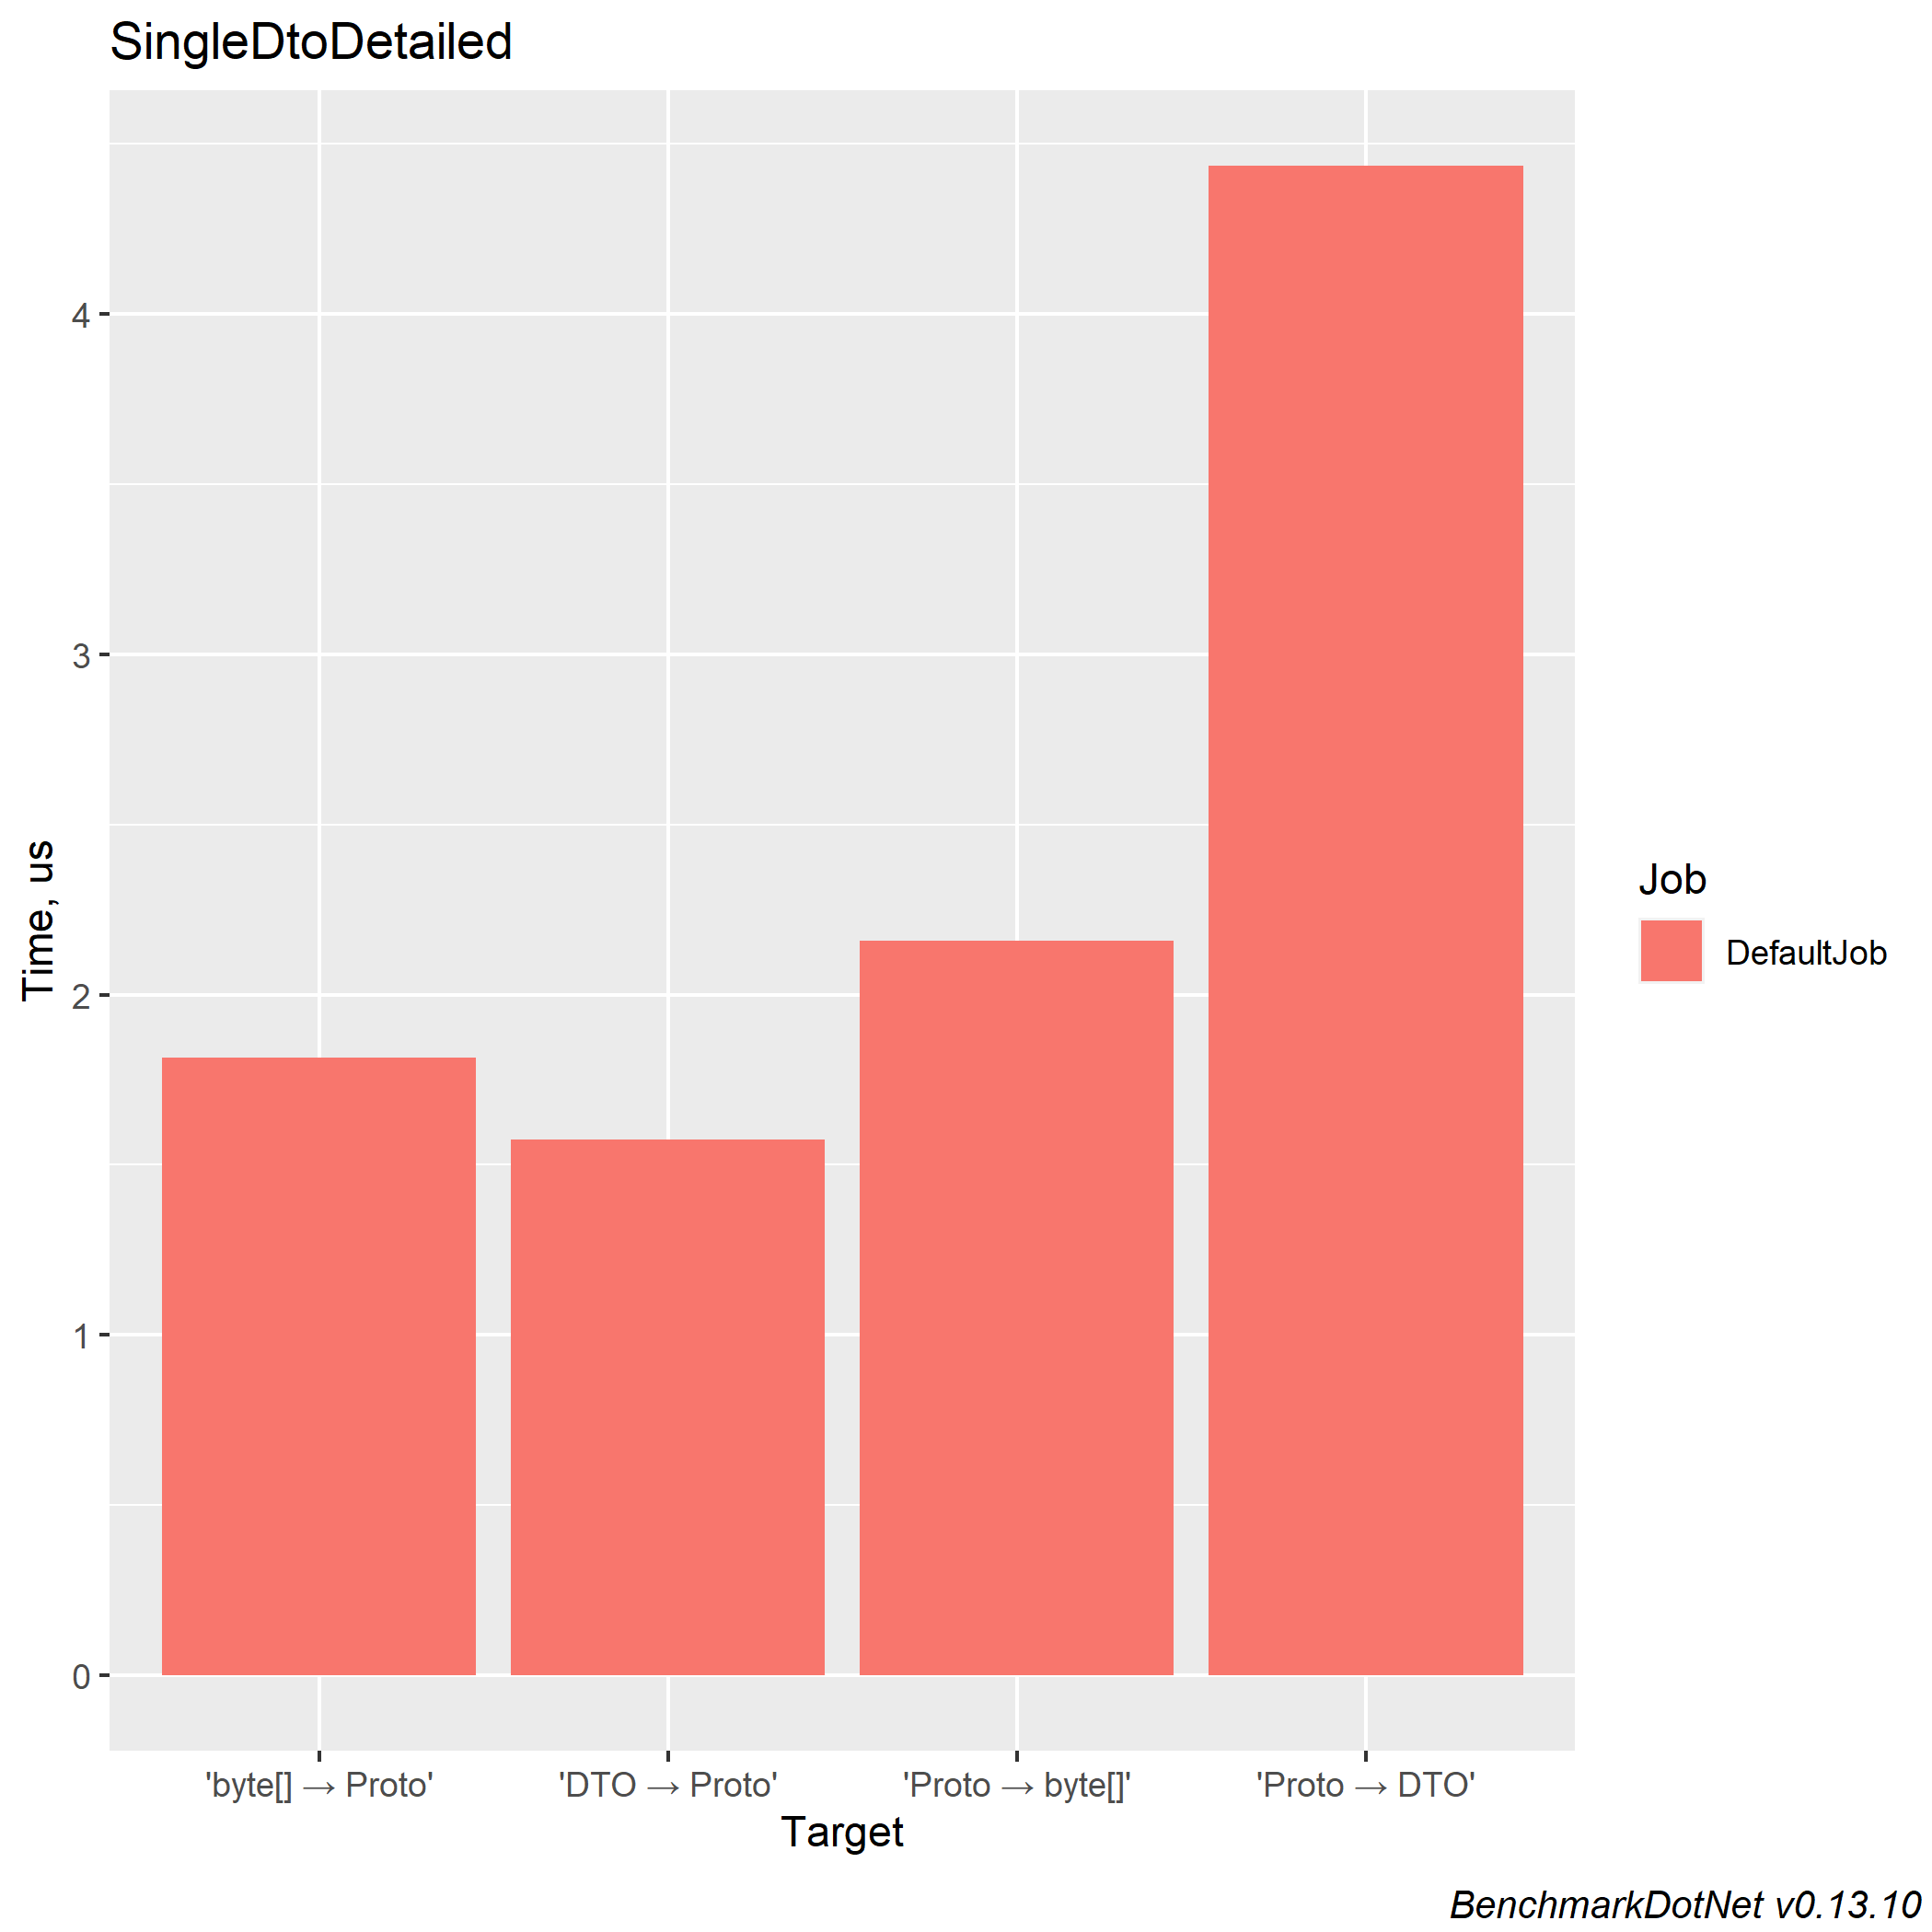 SingleDtoDetailed
Time, us
4
3
2
1
0
'byte[] → Proto' 'DTO → Proto' 'Proto → byte[]' 'Proto → DTO'
Target
Job
DefaultJob
BenchmarkDotNet v0.13.10